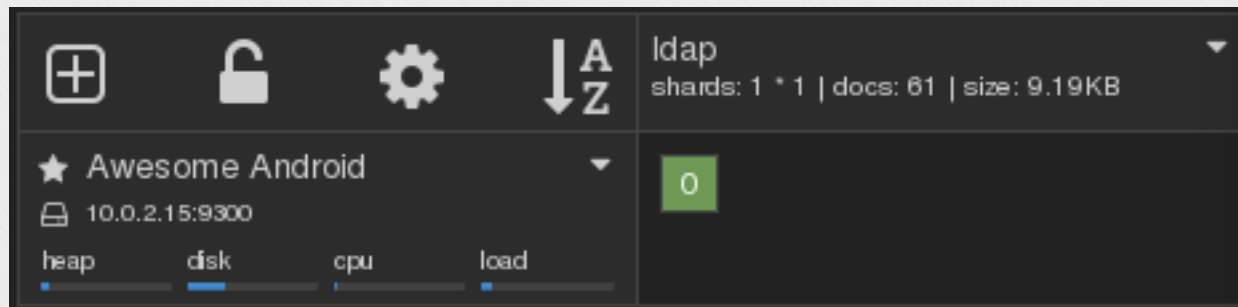 A
Z
ldap
shards: 1 * 1 | docs: 61 | size: 9.19KB
Awesome Android
0
10.0.2.15:9300
heap disk cpu load